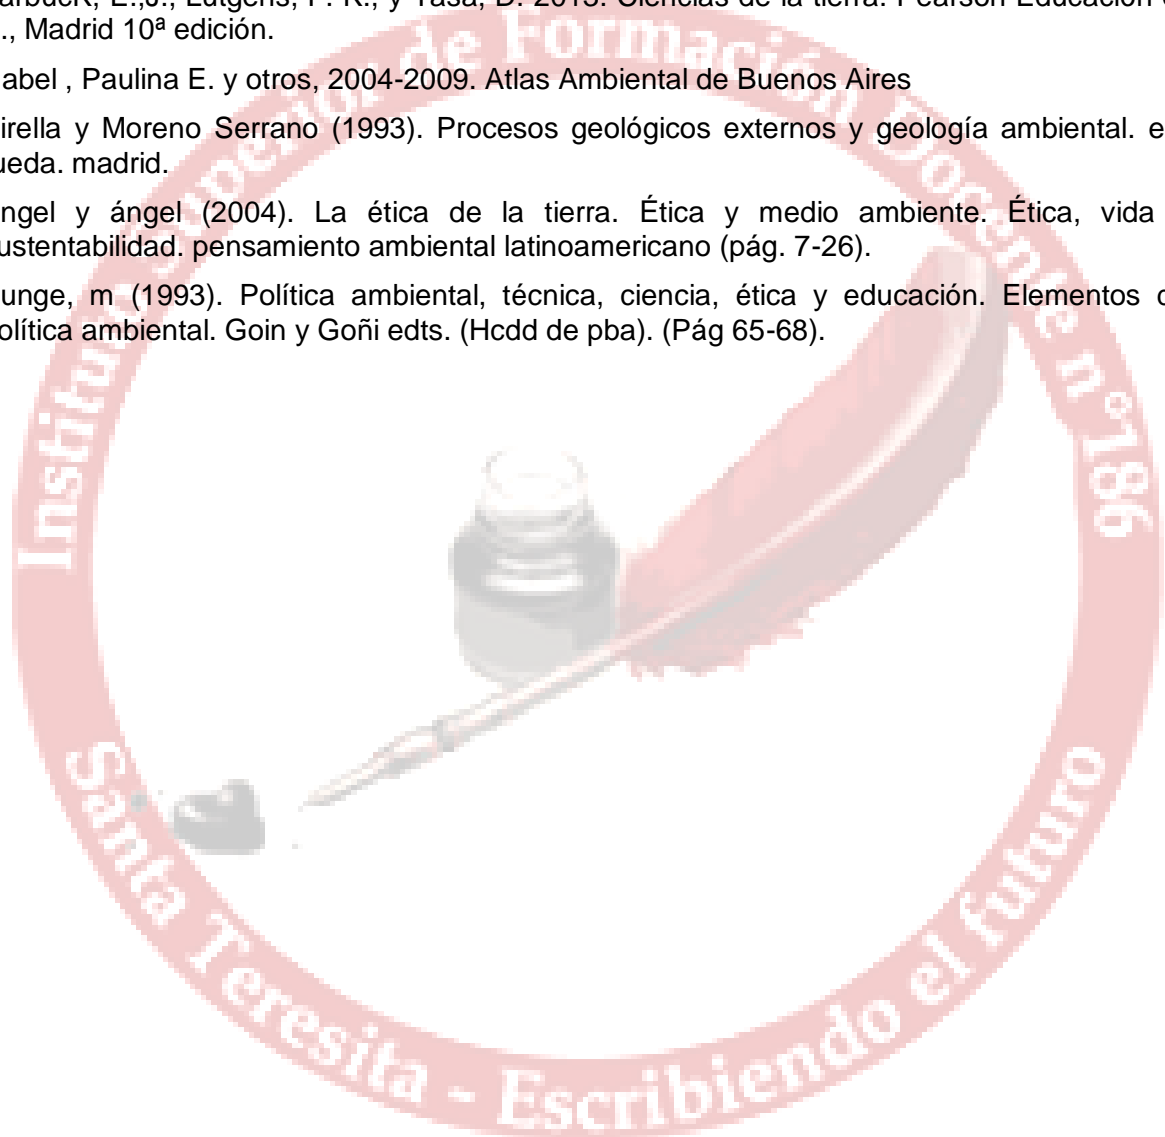 arbuck, E.,J., Lutgens, F. K., y Tasa, D. 2013. Ciencias de la tierra. Pearson Educación
., Madrid 10ª edición.
abel , Paulina E. y otros, 2004-2009. Atlas Ambiental de Buenos Aires
irella y Moreno Serrano (1993). Procesos geológicos externos y geología ambiental. e
ueda. madrid.
ngel y ángel (2004). La ética de la tierra. Ética y medio ambiente. Ética, vida
ustentabilidad. pensamiento ambiental latinoamericano (pág. 7-26).
unge, m (1993). Política ambiental, técnica, ciencia, ética y educación. Elementos
olítica ambiental. Goin y Goñi edts. (Hcdd de pba). (Pág 65-68).
Instituto Superior de Formación Docente n°186
Santa Teresita - Escribiendo el futuro